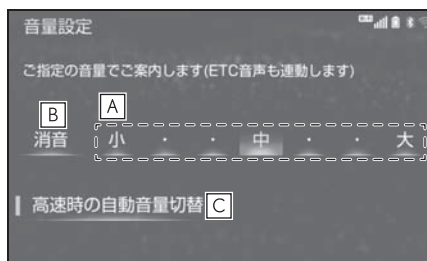 音量設定
ご指定の音量でご案内します(ETC音声も連動します)
B A
消音 小 ・ ・ 中 ・ ・ 大
高速時の自動音量切替 C